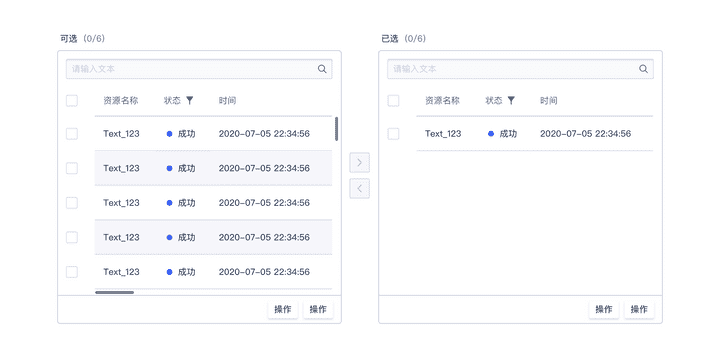 可选 (0/6)
请输入文本
资源名称 状态 时间
Text_123 成功 2020-07-05 22:34:56
Text_123 成功 2020-07-05 22:34:56
Text_123 成功 2020-07-05 22:34:56
Text_123 成功 2020-07-05 22:34:56
Text_123 成功 2020-07-05 22:34:56
操作 操作
已选 (0/6)
请输入文本
资源名称 状态 时间
Text_123 成功 2020-07-05 22:34:56
操作 操作